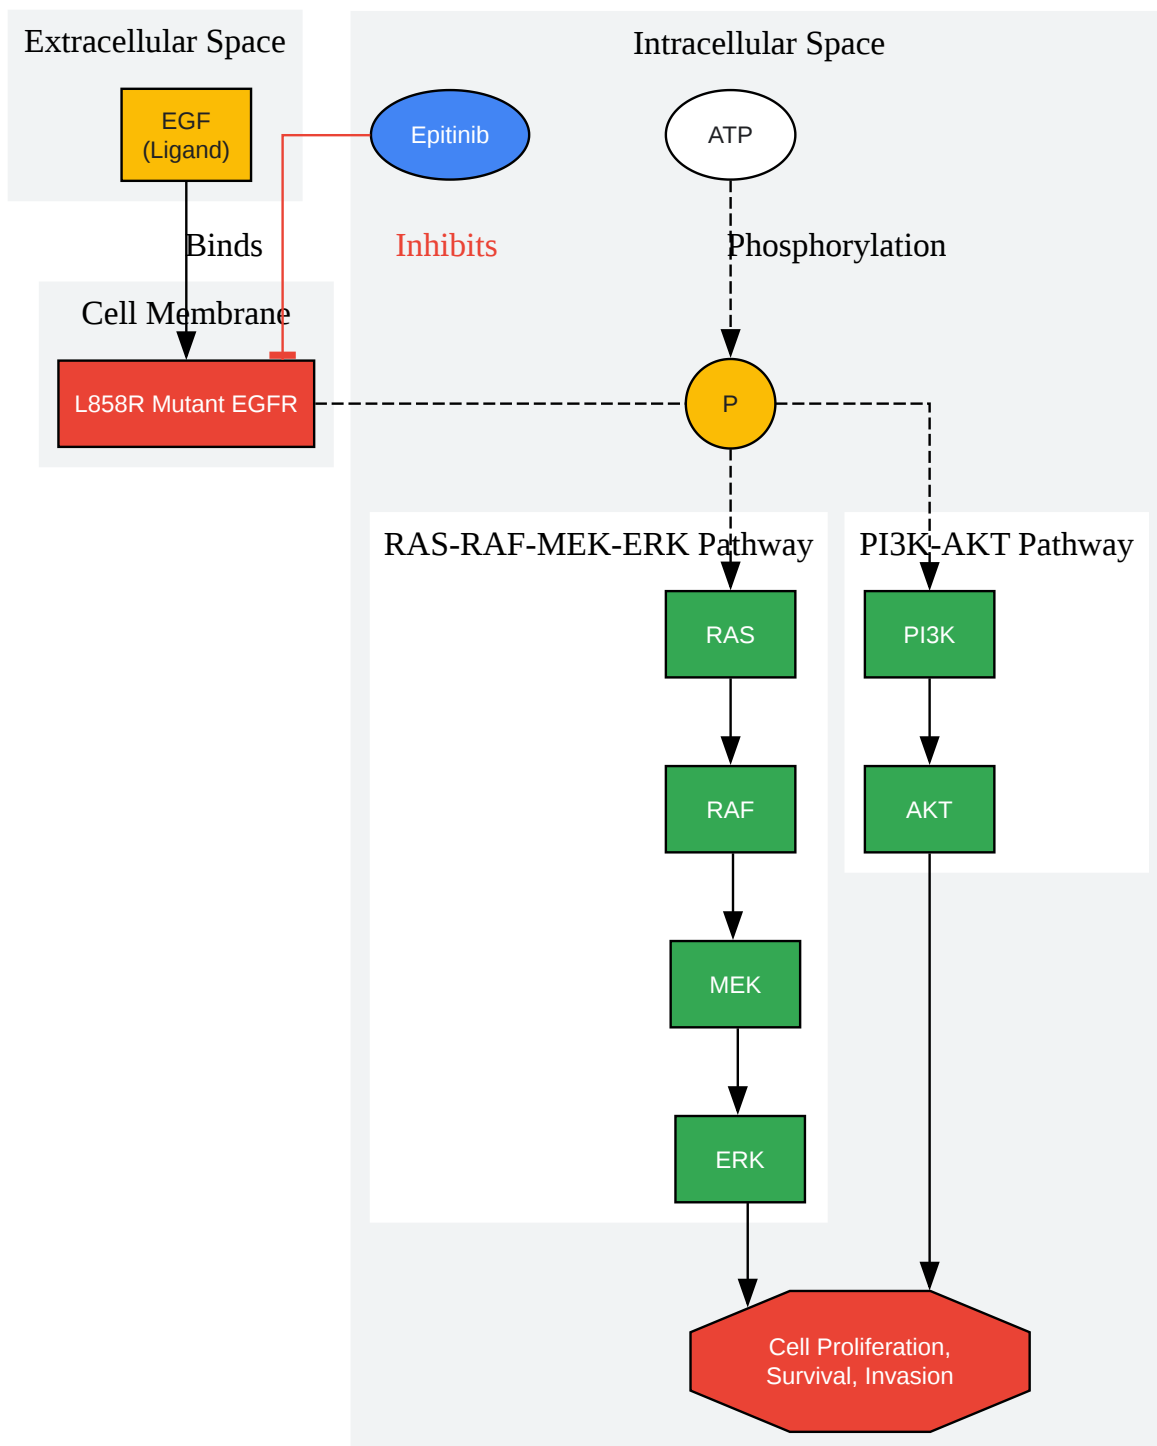 Extracellular Space
Intracellular Space
EGF
(Ligand)
Epitinib
ATP
Binds
Inhibits
Phosphorylation
Cell Membrane
L858R Mutant EGFR
P
RAS-RAF-MEK-ERK Pathway
PI3K-AKT Pathway
RAS
PI3K
RAF
AKT
MEK
ERK
Cell Proliferation,
Survival, Invasion